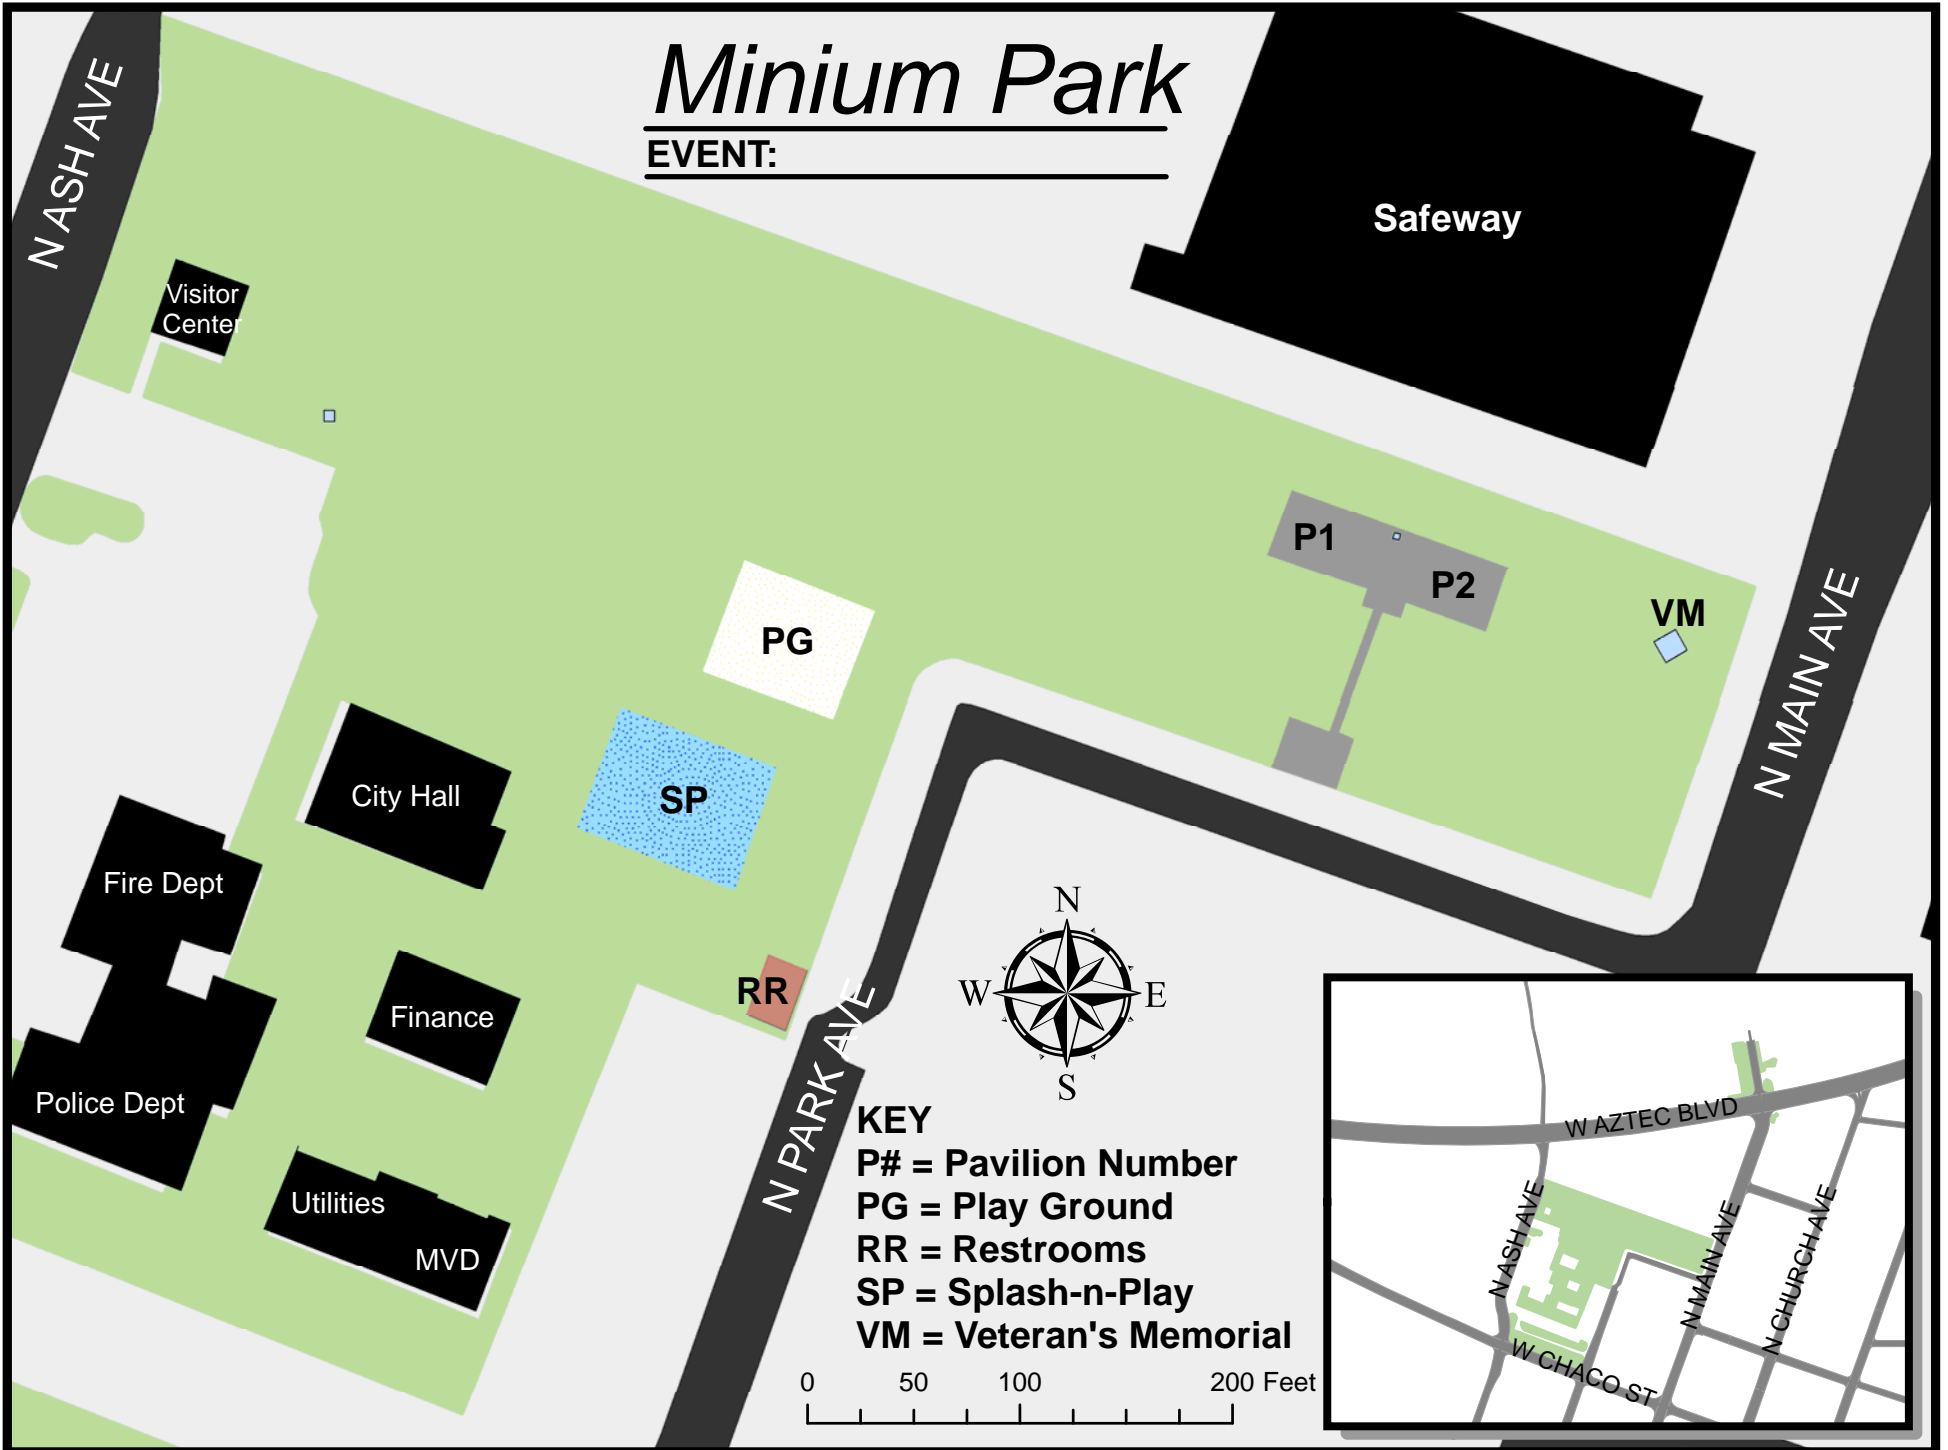 Minium Park
EVENT:
N ASH AVE
Safeway
Visitor
Center
P1
P2
VM
PG
N MAIN AVE
City Hall
SP
Fire Dept
RR
Finance
N
W
E
S
N PARK AVE
Police Dept
Utilities
MVD
KEY
P# = Pavilion Number
PG = Play Ground
RR = Restrooms
SP = Splash-n-Play
VM = Veteran's Memorial
0 50 100 200 Feet
W AZTEC BLVD
N ASH AVE
N MAIN AVE
N CHURCH AVE
W CHACO ST